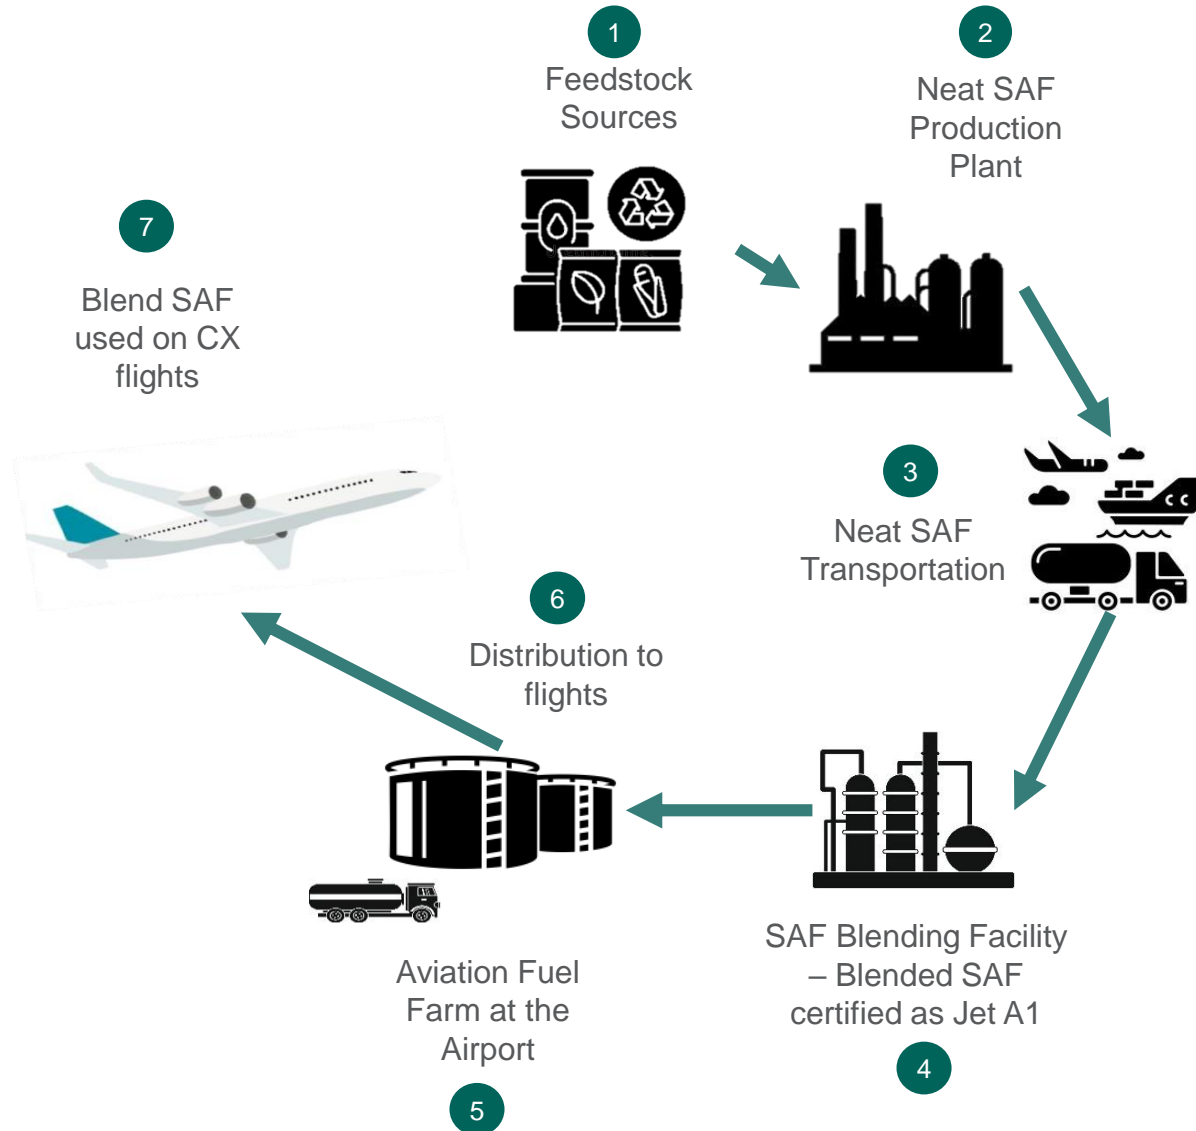 1
Feedstock
Sources
2
Neat SAF
Production
Plant
3
Neat SAF
Transportation
SAF Blending Facility
– Blended SAF
certified as Jet A1
4
Aviation Fuel
Farm at the
Airport
5
6
Distribution to
flights
7
Blend SAF
used on CX
flights